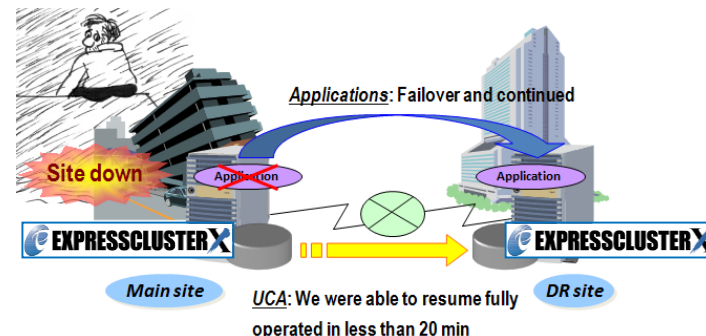 Applications: Failover and continued
Site down
Application
Application
EXPRESSCLUSTER X
EXPRESSCLUSTER X
Main site
DR site
UCA: We were able to resume fully
operated in less than 20 min